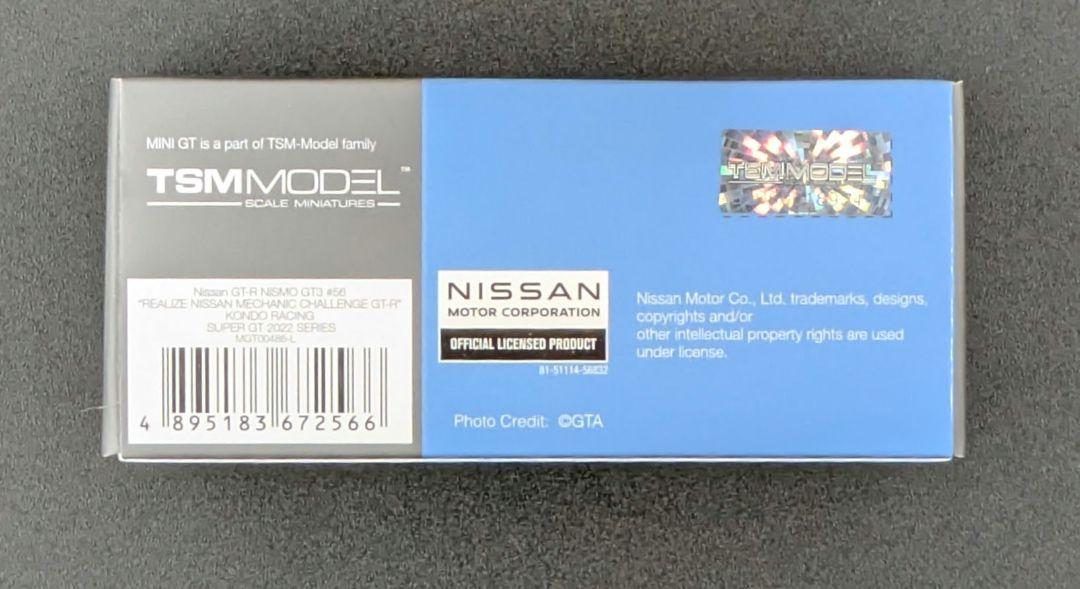 MINI GT is a part of TSM-Model family
TSMMODEL™
SCALE MINIATURES
Nissan GT-R NISMO GT3 #56
"REALIZE NISSAN MECHANIC CHALLENGE GT-R"
KONDO RACING
SUPER GT 2022 SERIES
MGT00486-L
4 895183 672566
TSMMODEL
NISSAN
MOTOR CORPORATION
OFFICIAL LICENSED PRODUCT
81-51114-56832
Nissan Motor Co., Ltd. trademarks, designs,
copyrights and/or
other intellectual property rights are used
under license.
Photo Credit: ©GTA